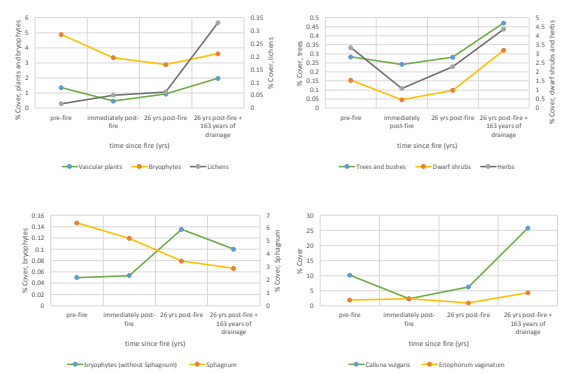 % Cover, plants and bryophytes
6
5
4
3
2
1
0
0.35
0.3
0.25
0.2
0.15
0.1
0.05
0
% Cover, lichens
pre-fire
immediately post-
fire
26 yrs post-fire
26 yrs post-fire +
163 years of
drainage
time since fire (yrs)
Vascular plants
Bryophytes
Lichens
% Cover, trees
0.5
0.45
0.4
0.35
0.3
0.25
0.2
0.15
0.1
0.05
0
5
4.5
4
3.5
3
2.5
2
1.5
1
0.5
0
% Cover, dwarf shrubs and herbs
pre-fire
immediately
post-fire
26 yrs post-fire
26 yrs post-fire +
163 years of
drainage
time since fire (yrs)
Trees and bushes
Dwarf shrubs
Herbs
% Cover, bryophytes
0.16
0.14
0.12
0.1
0.08
0.06
0.04
0.02
0
7
6
5
4
3
2
1
0
% Cover, Sphagnum
pre-fire
immediately post-
fire
26 yrs post-fire
26 yrs post-fire +
163 years of
drainage
time since fire (yrs)
bryophytes (without Sphagnum)
Sphagnum
% Cover
30
25
20
15
10
5
0
pre-fire
immediately post-
fire
26 yrs post-fire
26 yrs post-fire +
163 years of
drainage
time since fire (yrs)
Calluna vulgaris
Eriophorum vaginatum